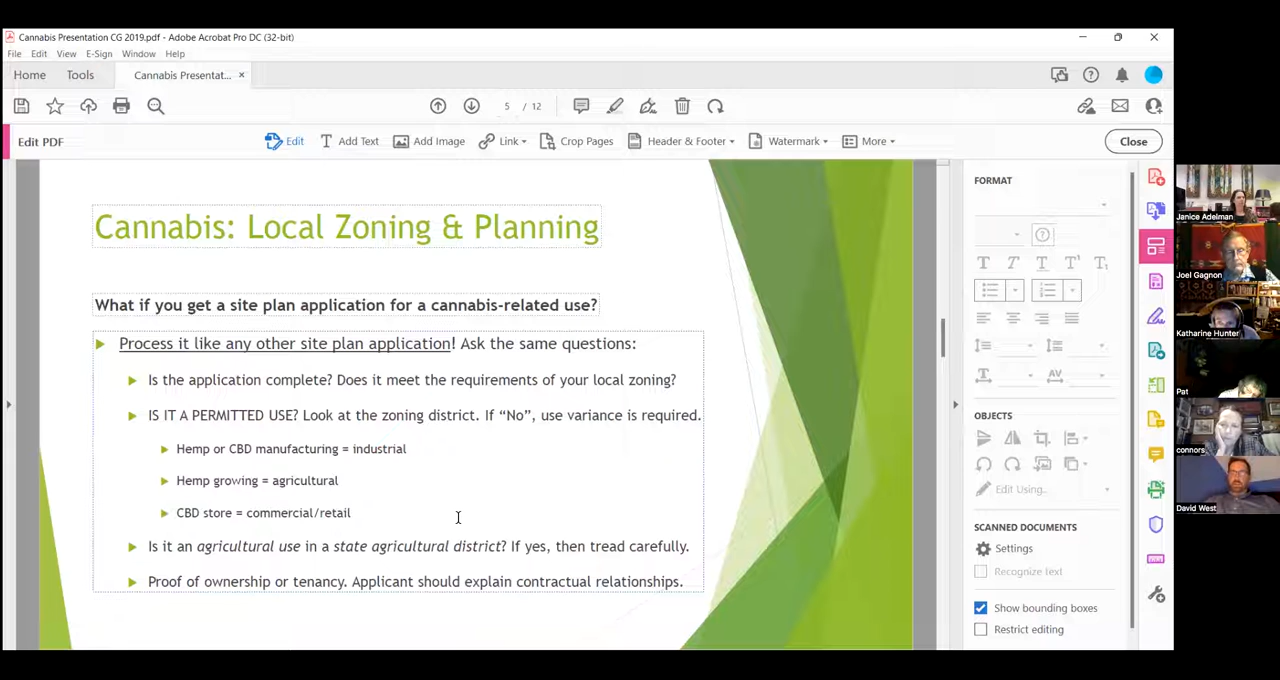 Cannabis Presentation CG 2019.pdf - Adobe Acrobat Pro DC (32-bit)
File Edit View E-Sign Window Help
Home Tools Cannabis Presentat... ×
5 / 12
Edit PDF Edit Add Text Add Image Link Crop Pages Header & Footer Watermark More Close
Cannabis: Local Zoning & Planning
What if you get a site plan application for a cannabis-related use?
Process it like any other site plan application! Ask the same questions:
Is the application complete? Does it meet the requirements of your local zoning?
IS IT A PERMITTED USE? Look at the zoning district. If “No”, use variance is required.
Hemp or CBD manufacturing = industrial
Hemp growing = agricultural
CBD store = commercial/retail
Is it an agricultural use in a state agricultural district? If yes, then tread carefully.
Proof of ownership or tenancy. Applicant should explain contractual relationships.
FORMAT
OBJECTS
Edit Using...
SCANNED DOCUMENTS
Settings
Recognize text
Show bounding boxes
Restrict editing
Janice Adelman
Joel Gagnon
Katharine Hunter
Pat
connors
David West